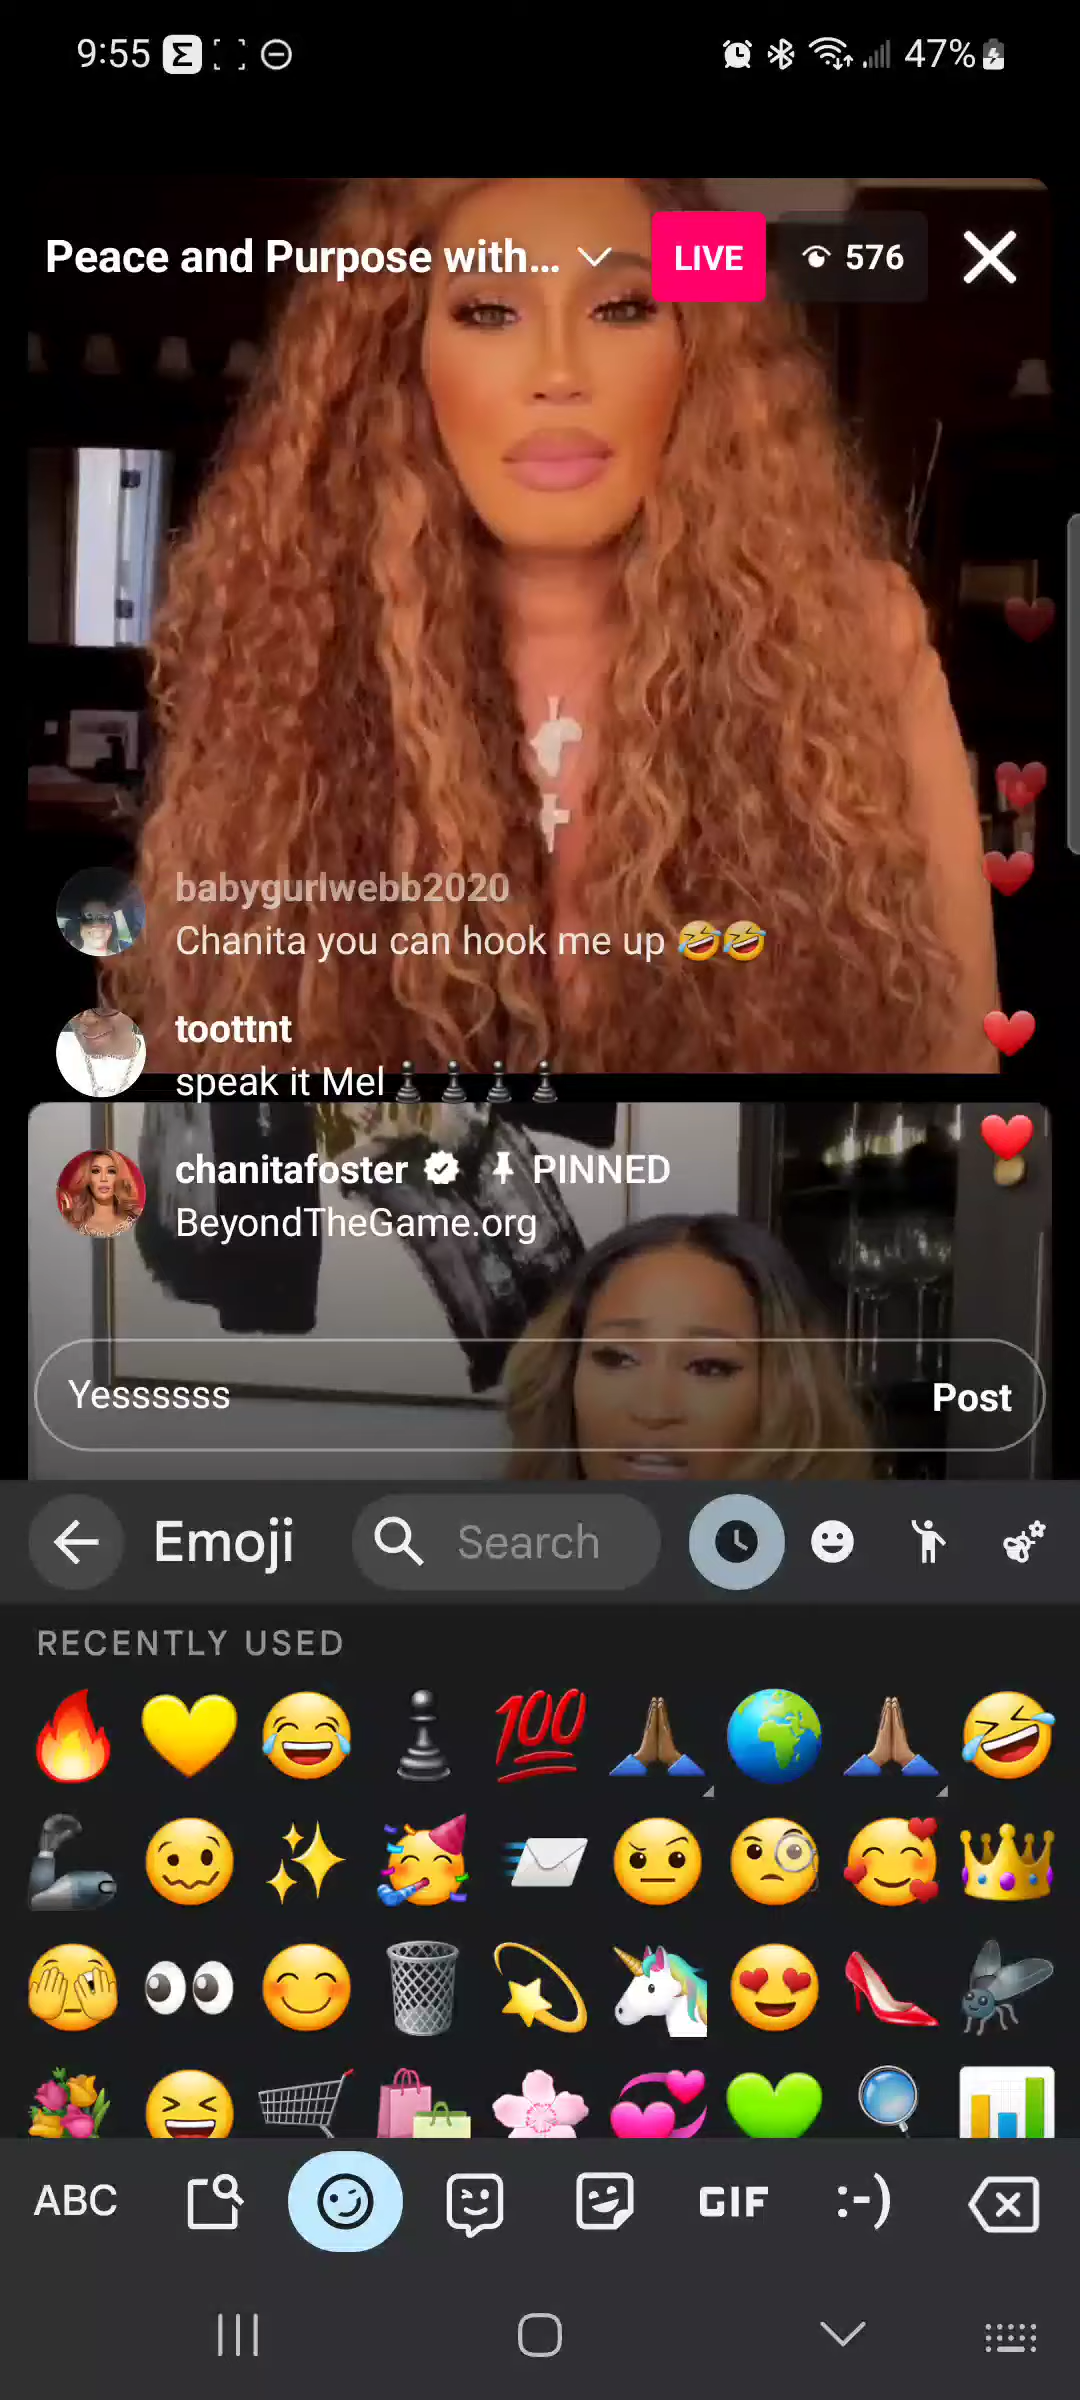 9:55
47%
Peace and Purpose with...
LIVE
576
babygurlwebb2020
Chanita you can hook me up 🤣🤣
toottnt
speak it Mel ♟ ♟ ♟ ♟
chanitafoster PINNED
BeyondTheGame.org
Yessssss
Post
Emoji
Search
RECENTLY USED
100
ABC
GIF
:-)